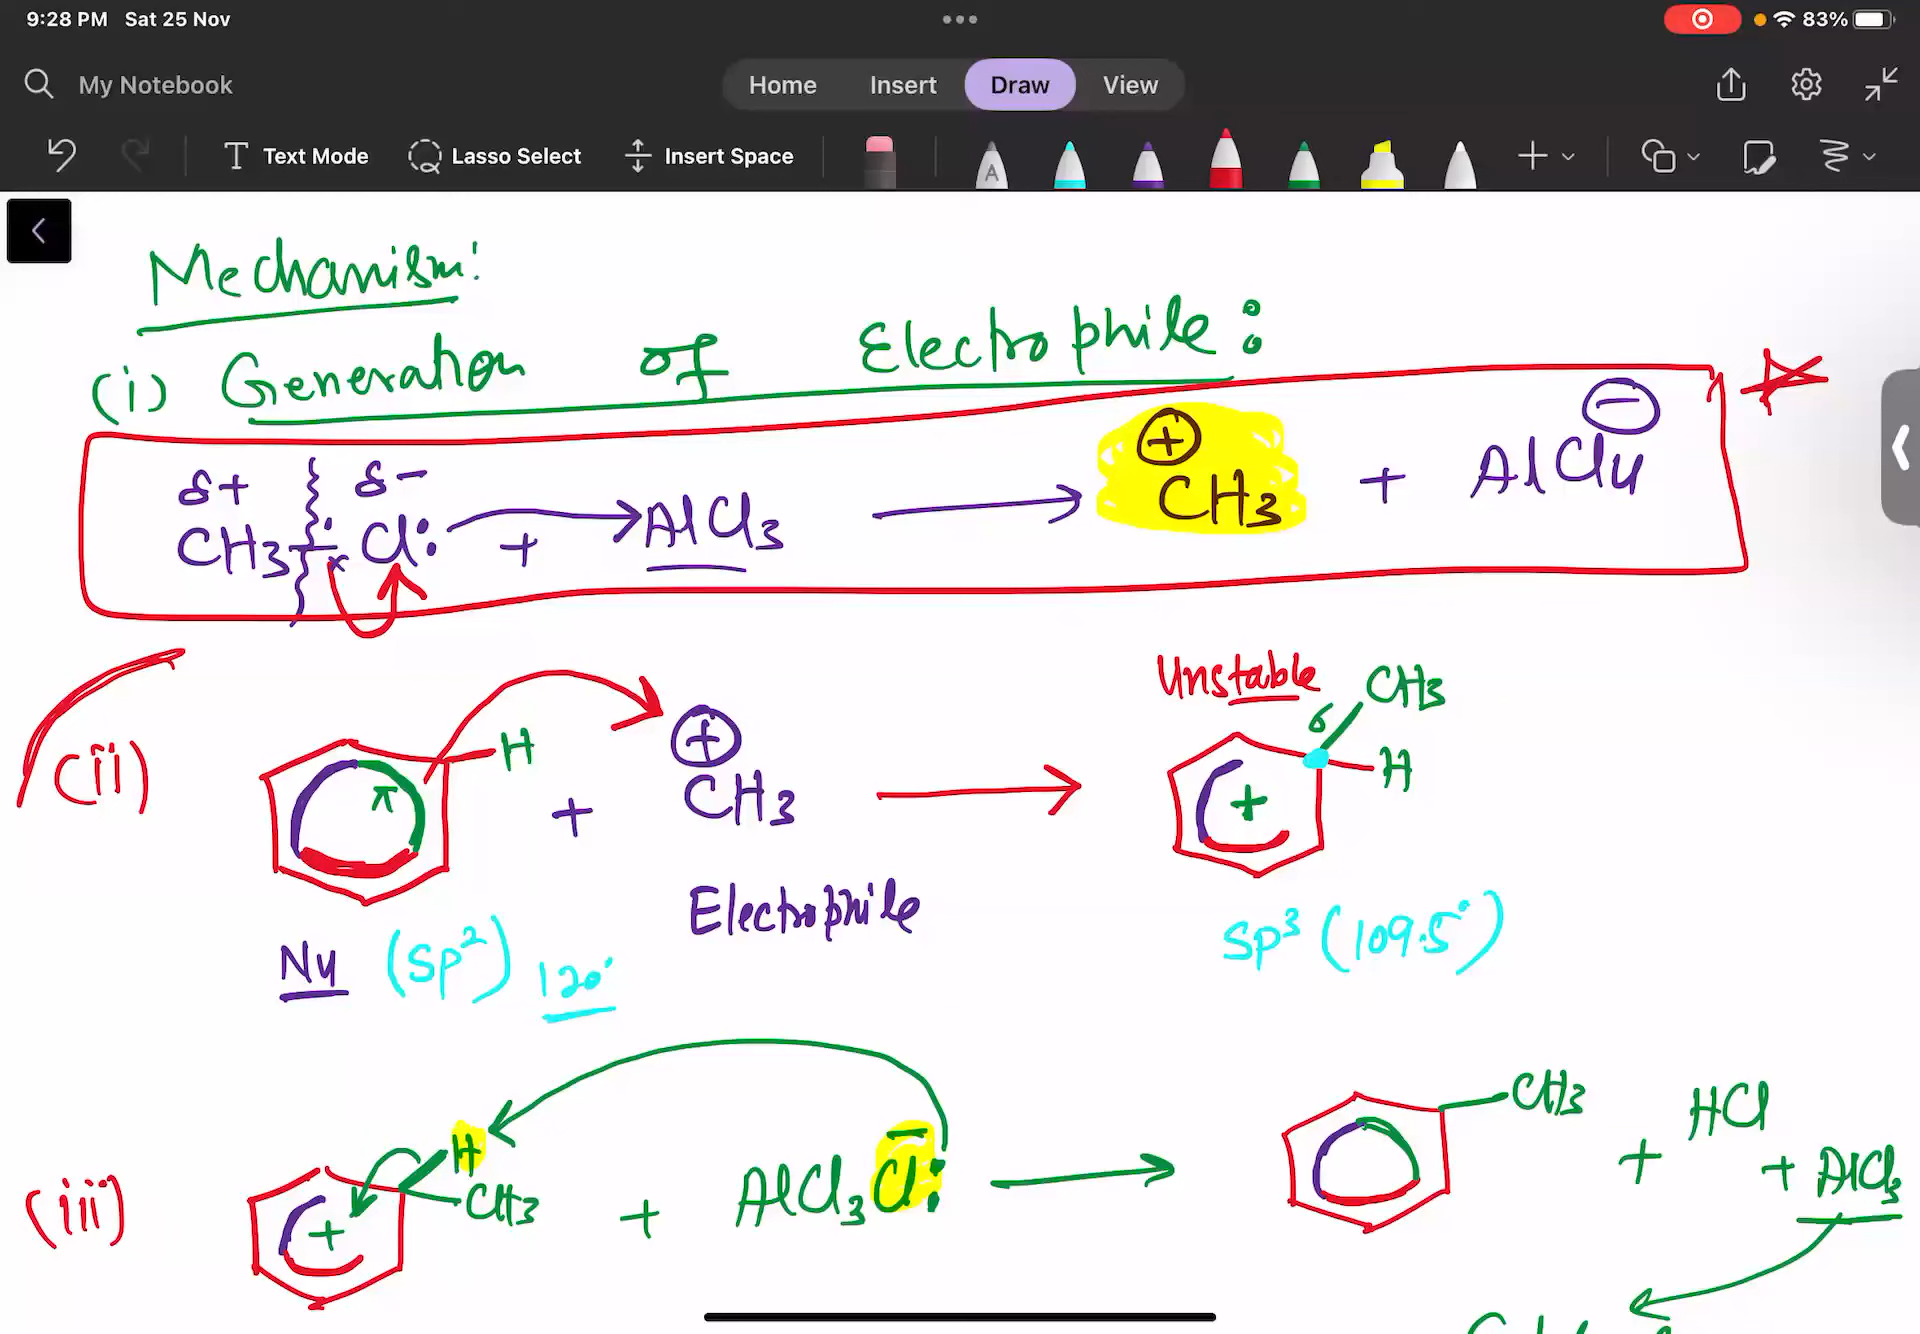 9:28 PM Sat 25 Nov 83%
My Notebook Home Insert Draw View
Text Mode Lasso Select Insert Space A
Mechanism:
(i) Generation of Electrophile:
δ+ δ- ⊕ ⊖
CH3 Cl: + AlCl3 CH3 + AlCl4
Unstable CH3
(ii) H ⊕ σ H
π + CH3 +
Electrophile
Nu (Sp² ) 120° Sp³ (109.5°)
H CH3 HCl
(iii) + CH3 + AlCl3 Cl: + + AlCl3